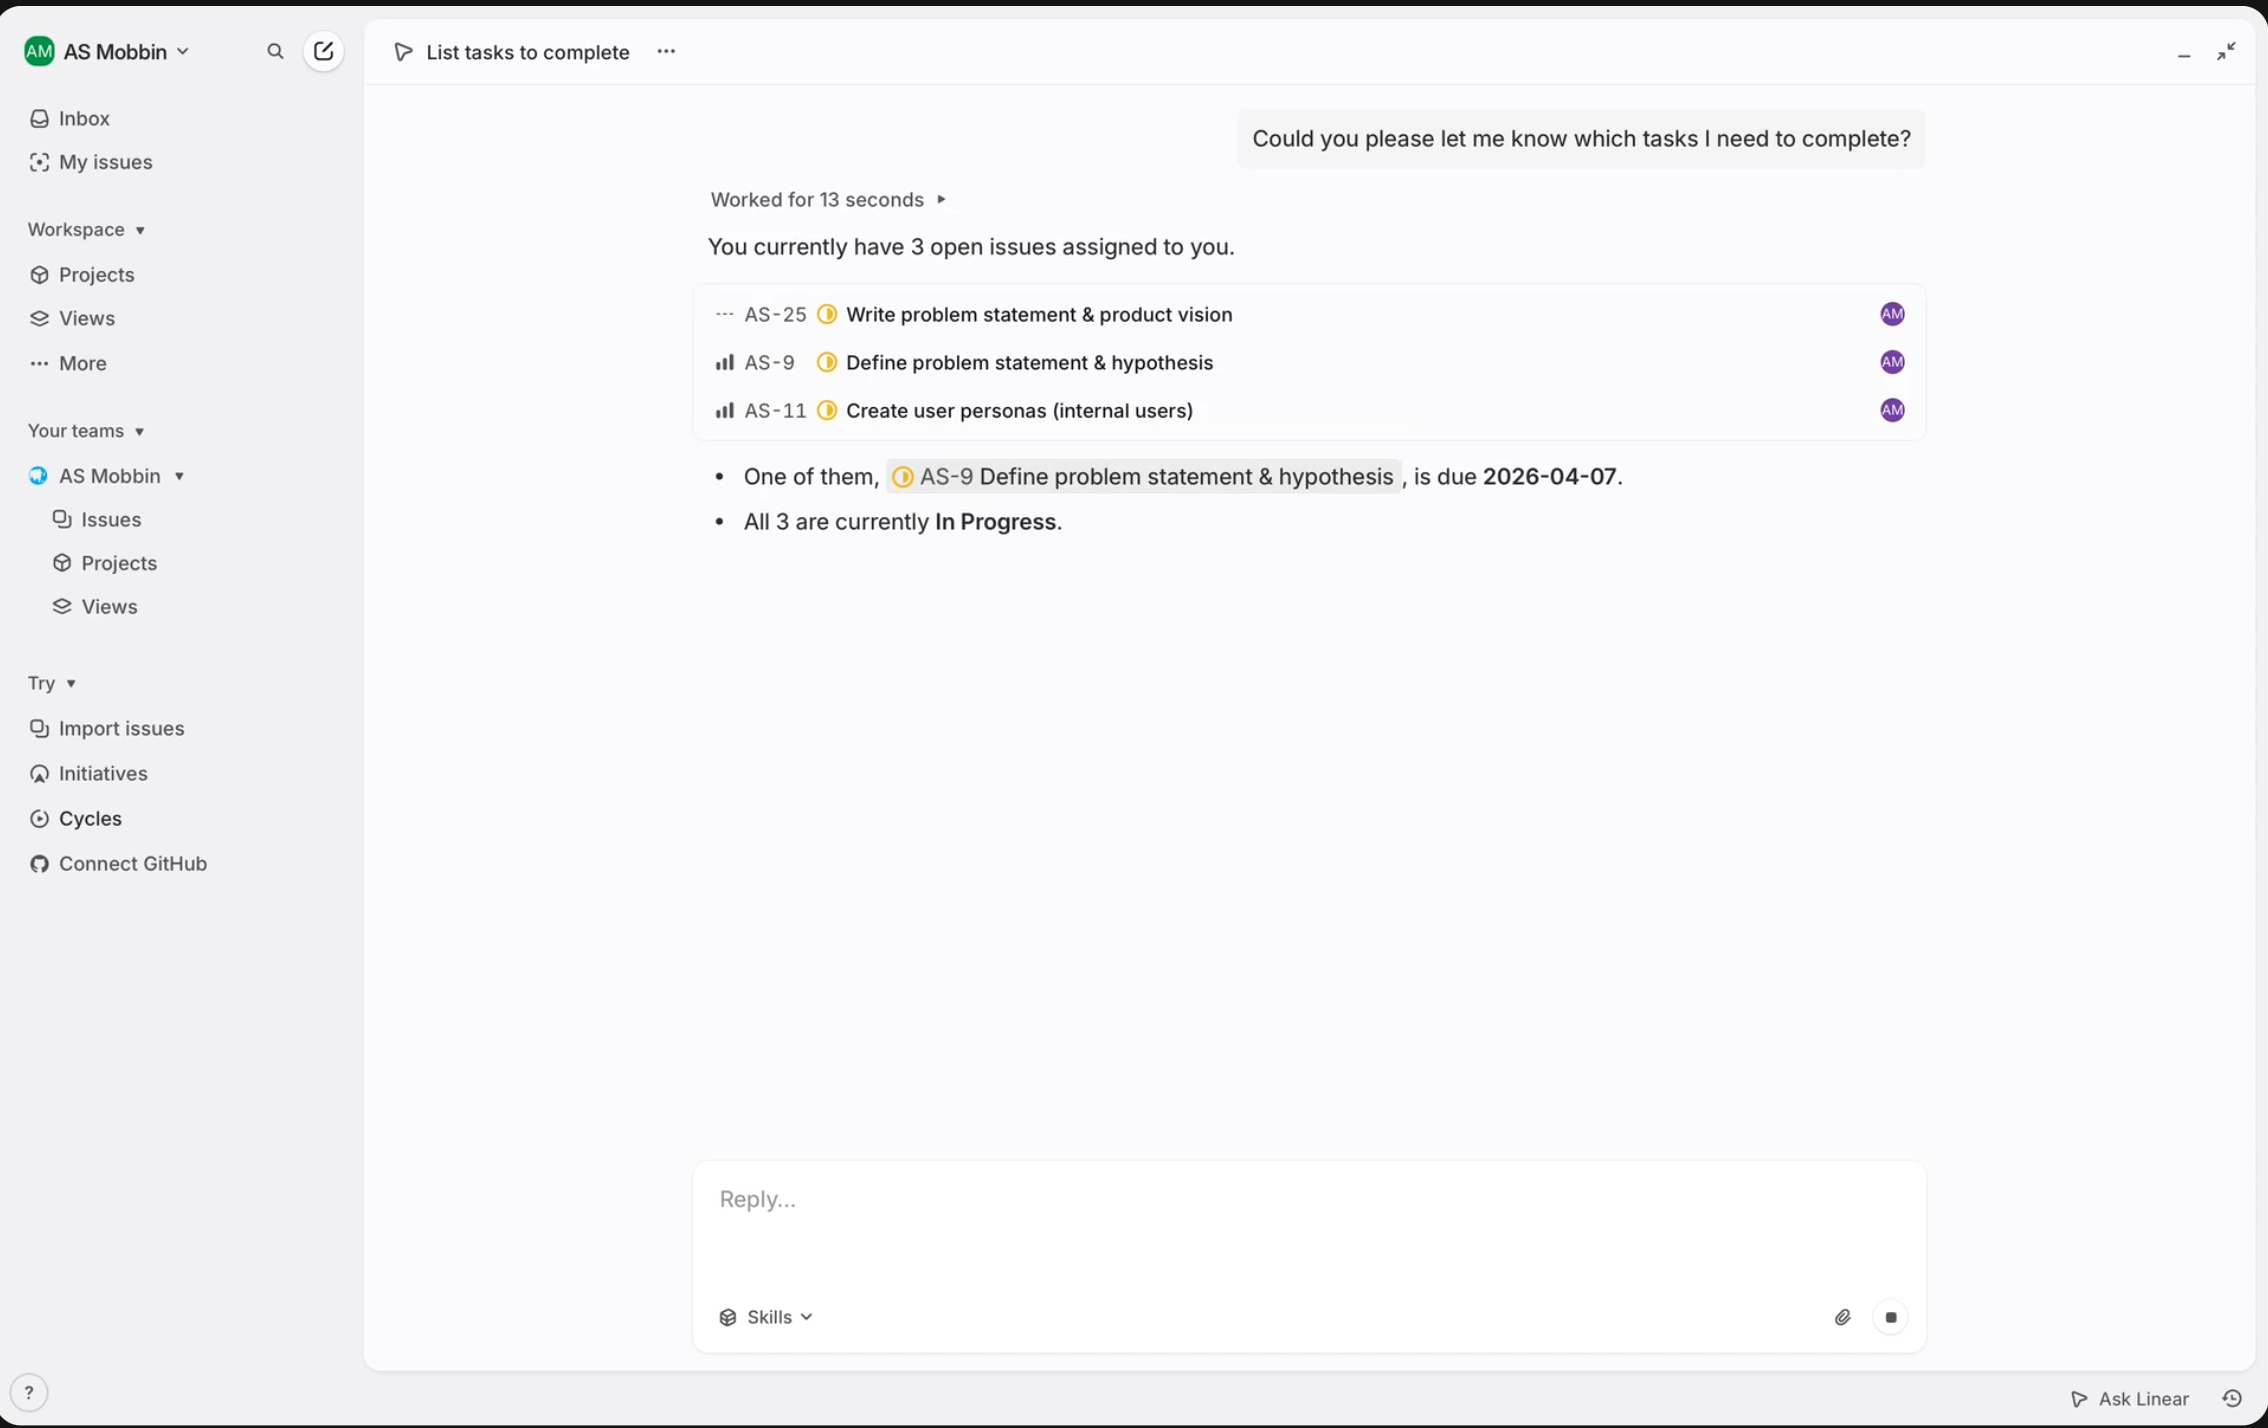 AM AS Mobbin
Inbox
My issues
Workspace
Projects
Views
More
Your teams
AS Mobbin
Issues
Projects
Views
Try
Import issues
Initiatives
Cycles
Connect GitHub
?
List tasks to complete
Could you please let me know which tasks I need to complete?
Worked for 13 seconds
You currently have 3 open issues assigned to you.
AS-25 Write problem statement & product vision AM
AS-9 Define problem statement & hypothesis AM
AS-11 Create user personas (internal users) AM
• One of them, AS-9 Define problem statement & hypothesis, is due 2026-04-07.
• All 3 are currently In Progress.
Reply...
Skills
Ask Linear